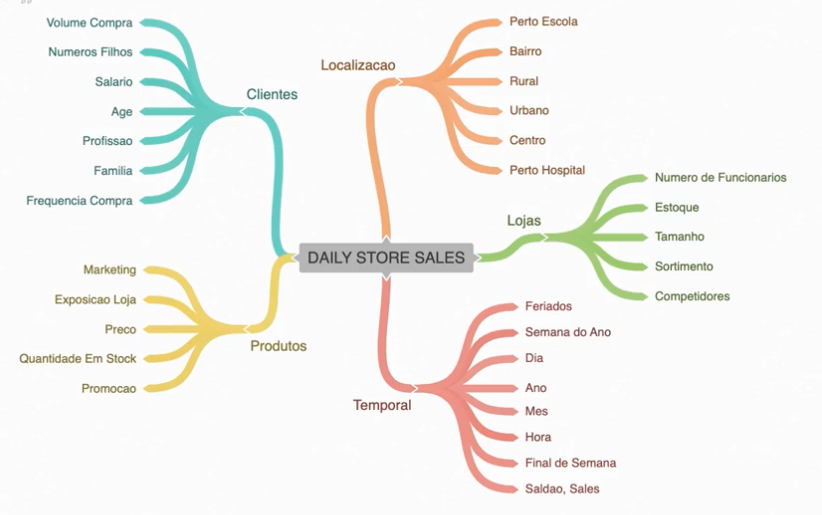 Volume Compra
Numeros Filhos
Salario
Age
Profissao
Familia
Frequencia Compra
Clientes
Localizacao
Perto Escola
Bairro
Rural
Urbano
Centro
Perto Hospital
Lojas
Numero de Funcionarios
Estoque
Tamanho
Sortimento
Competidores
DAILY STORE SALES
Marketing
Exposicao Loja
Preco
Quantidade Em Stock
Promocao
Produtos
Temporal
Feriados
Semana do Ano
Dia
Ano
Mes
Hora
Final de Semana
Saldao, Sales